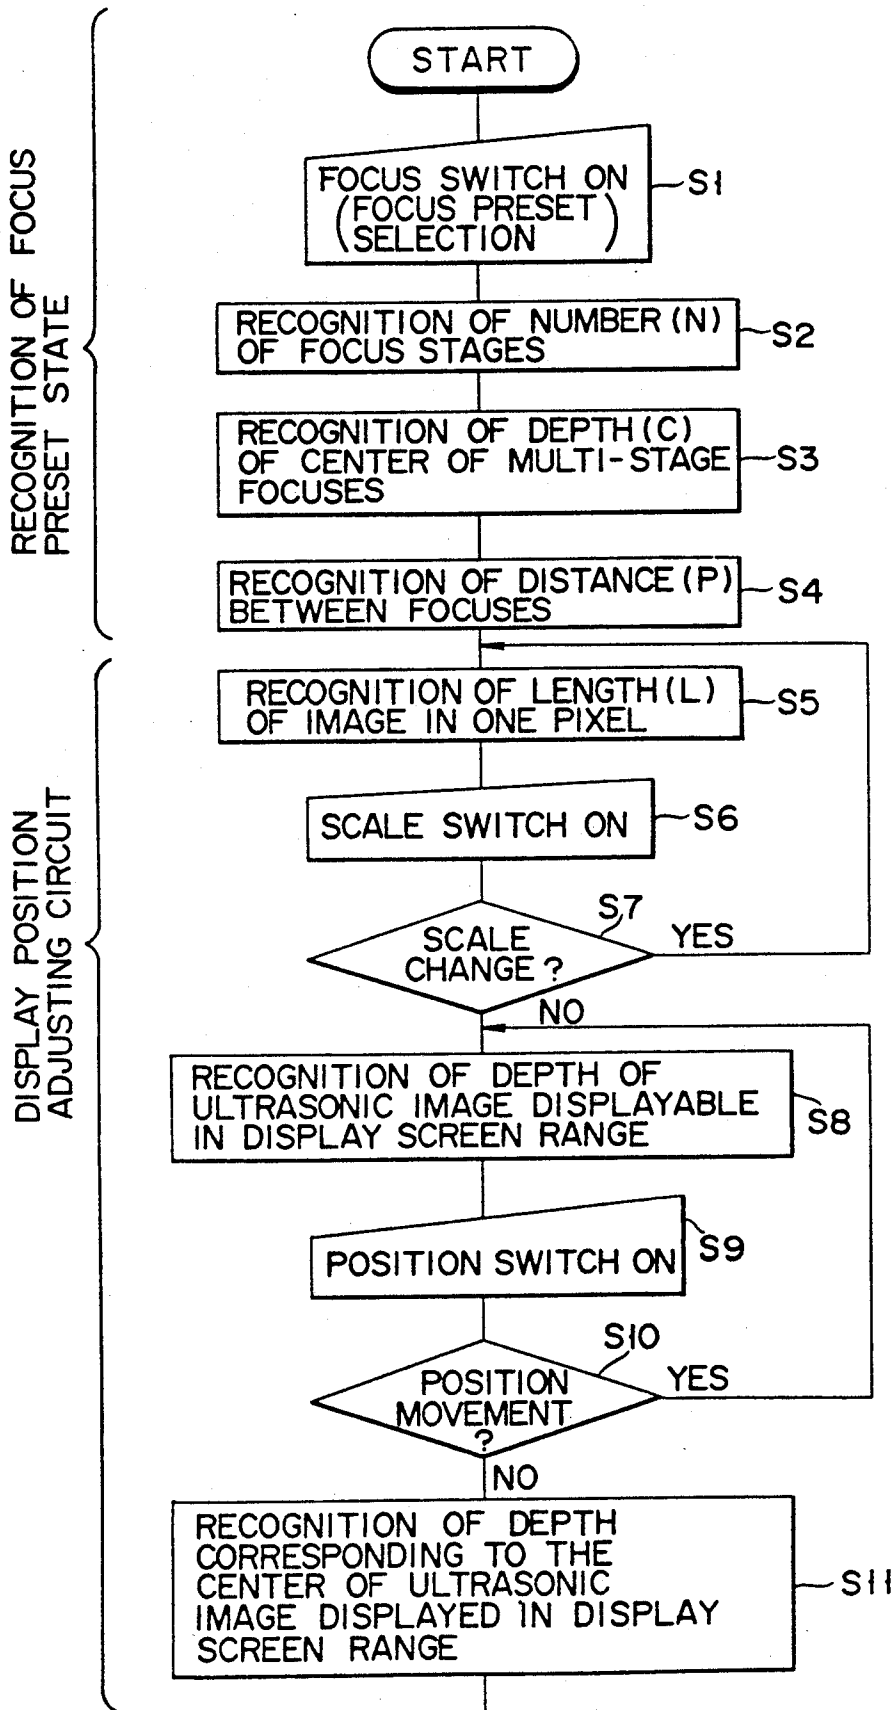 START
FOCUS SWITCH ON
(FOCUS PRESET
SELECTION)
S1
RECOGNITION OF NUMBER (N)
OF FOCUS STAGES
S2
RECOGNITION OF DEPTH (C)
OF CENTER OF MULTI-STAGE
FOCUSES
S3
RECOGNITION OF DISTANCE (P)
BETWEEN FOCUSES
S4
RECOGNITION OF FOCUS
PRESET STATE
RECOGNITION OF LENGTH (L)
OF IMAGE IN ONE PIXEL
S5
SCALE SWITCH ON
S6
S7
SCALE
CHANGE ?
YES
NO
RECOGNITION OF DEPTH OF
ULTRASONIC IMAGE DISPLAYABLE
IN DISPLAY SCREEN RANGE
S8
POSITION SWITCH ON
S9
S10
POSITION
MOVEMENT
?
YES
NO
RECOGNITION OF DEPTH
CORRESPONDING TO THE
CENTER OF ULTRASONIC
IMAGE DISPLAYED IN DISPLAY
SCREEN RANGE
S11
DISPLAY POSITION
ADJUSTING CIRCUIT